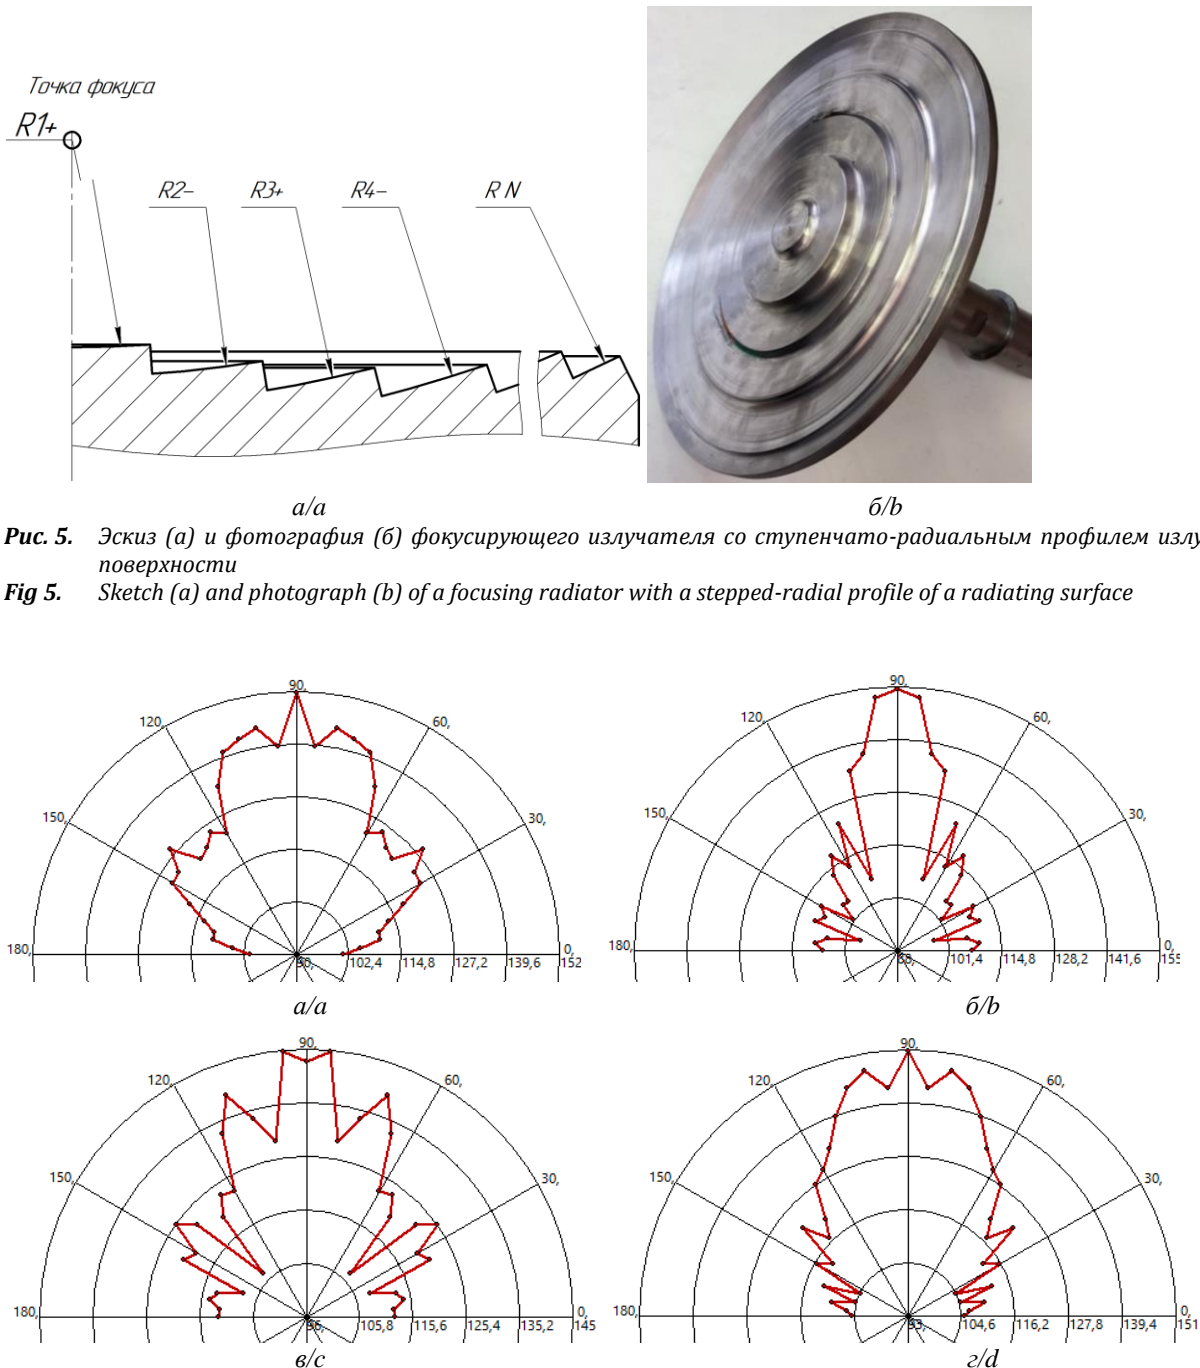 Точка фокуса
R1+
R2– R3+ R4– R N
а/a б/b
Рис. 5. Эскиз (а) и фотография (б) фокусирующего излучателя со ступенчато-радиальным профилем излу
поверхности
Fig 5. Sketch (a) and photograph (b) of a focusing radiator with a stepped-radial profile of a radiating surface
90,
120, 60,
150, 30,
180, 0,
90, 102,4 114,8 127,2 139,6 152
а/a
90,
120, 60,
150, 30,
180, 0,
88, 101,4 114,8 128,2 141,6 155
б/b
90,
120, 60,
150, 30,
180, 0,
96, 105,8 115,6 125,4 135,2 145
в/c
90,
120, 60,
150, 30,
180, 0,
93, 104,6 116,2 127,8 139,4 151
г/d